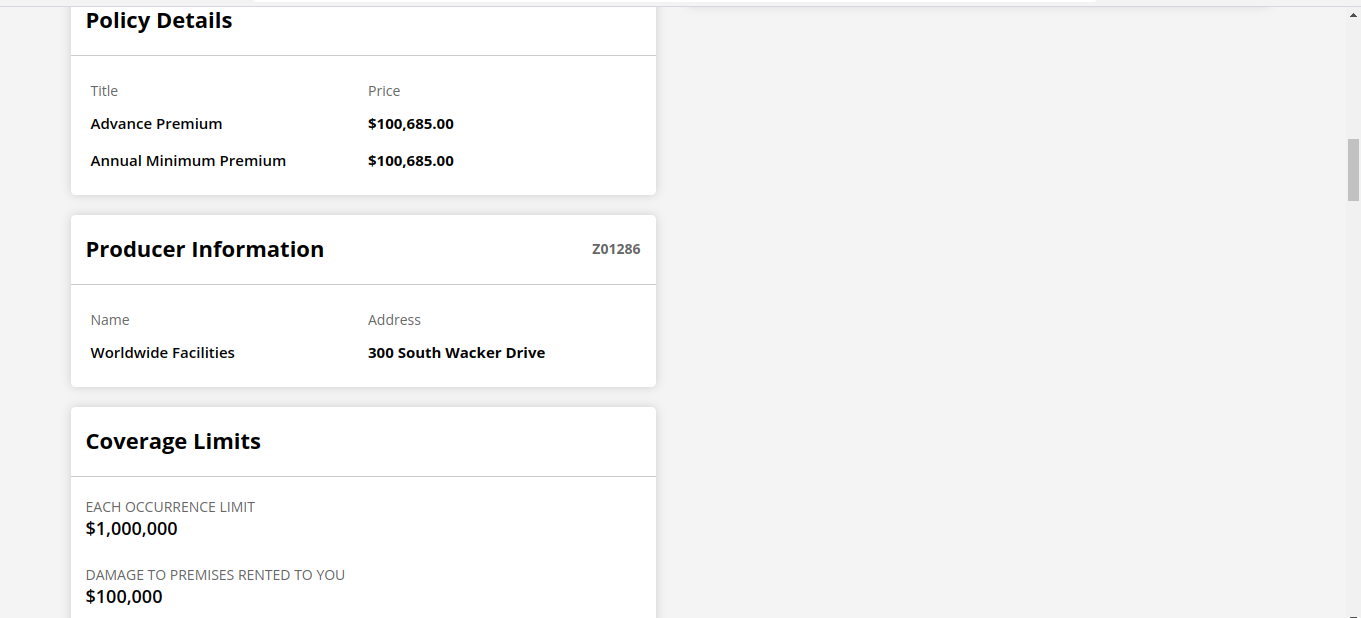 Policy Details
Title Price
Advance Premium $100,685.00
Annual Minimum Premium $100,685.00
Producer Information Z01286
Name Address
Worldwide Facilities 300 South Wacker Drive
Coverage Limits
EACH OCCURRENCE LIMIT
$1,000,000
DAMAGE TO PREMISES RENTED TO YOU
$100,000